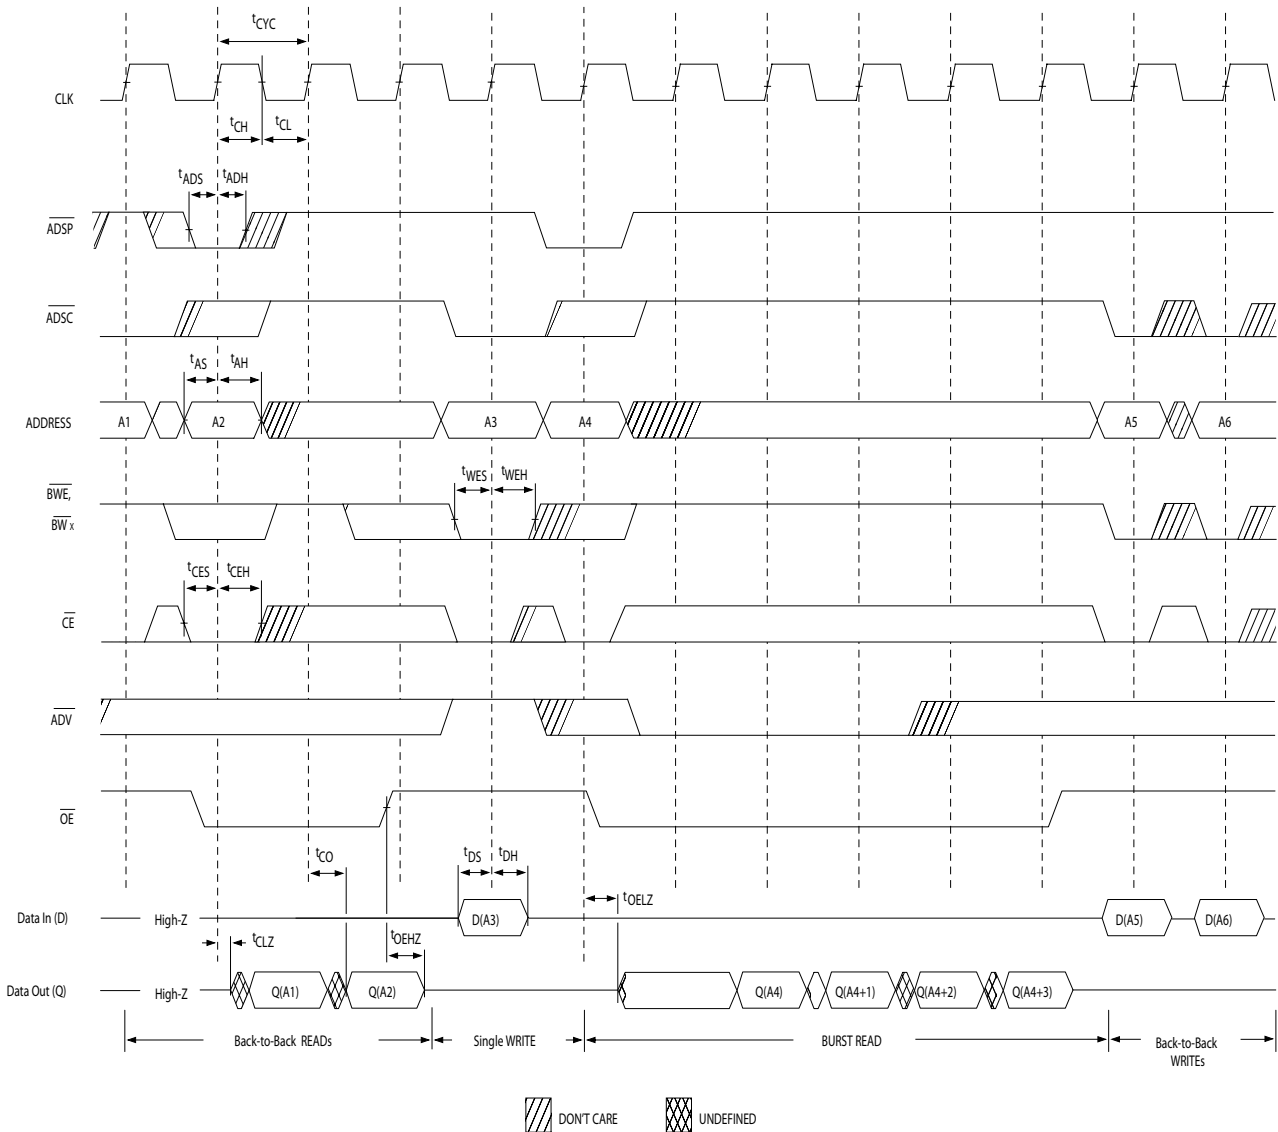 tCYC
CLK
tCH
tCL
tADS
tADH
ADSP
ADSC
tAS
tAH
ADDRESS
A1
A2
A3
A4
A5
A6
tWES
tWEH
BWE,
BW x
tCES
tCEH
CE
ADV
OE
tCO
tDS
tDH
tOELZ
Data In (D)
High-Z
D(A3)
D(A5)
D(A6)
tCLZ
tOEHZ
Data Out (Q)
High-Z
Q(A1)
Q(A2)
Q(A4)
Q(A4+1)
Q(A4+2)
Q(A4+3)
Back-to-Back READs
Single WRITE
BURST READ
Back-to-Back
WRITEs
DON'T CARE
UNDEFINED